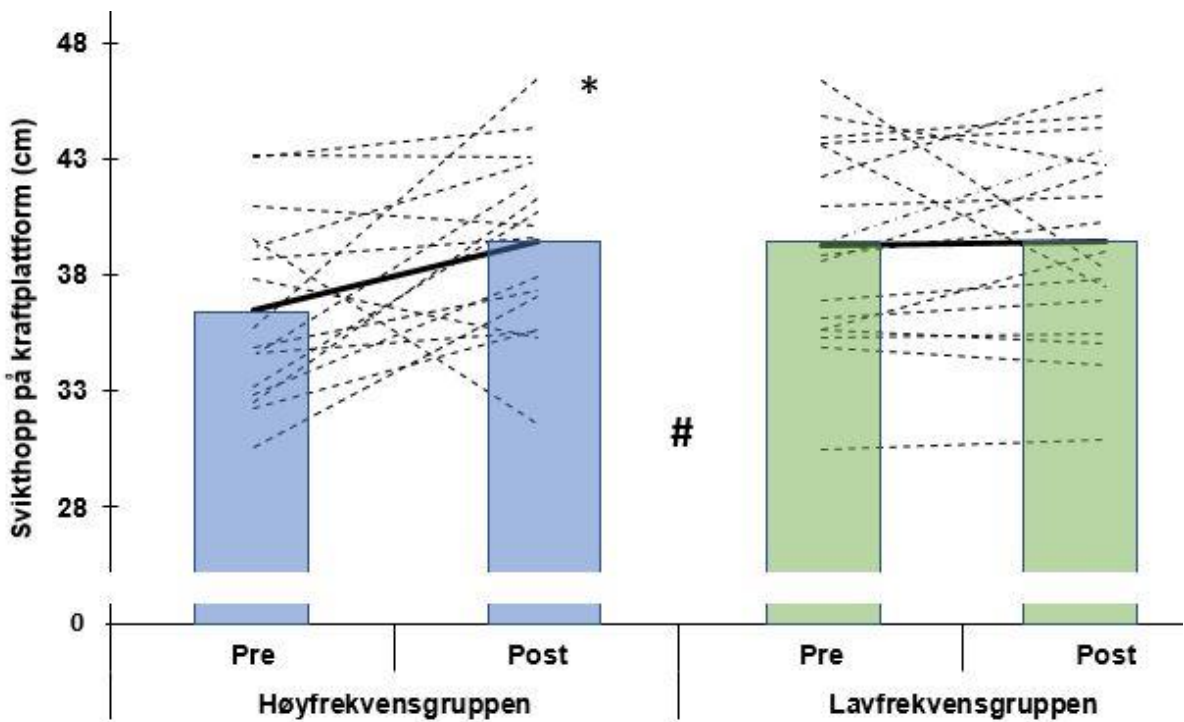 Svikthopp på kraftplattform (cm)
48
43
38
33
28
0
*
#
Pre
Post
Pre
Post
Høyfrekvensgruppen
Lavfrekvensgruppen